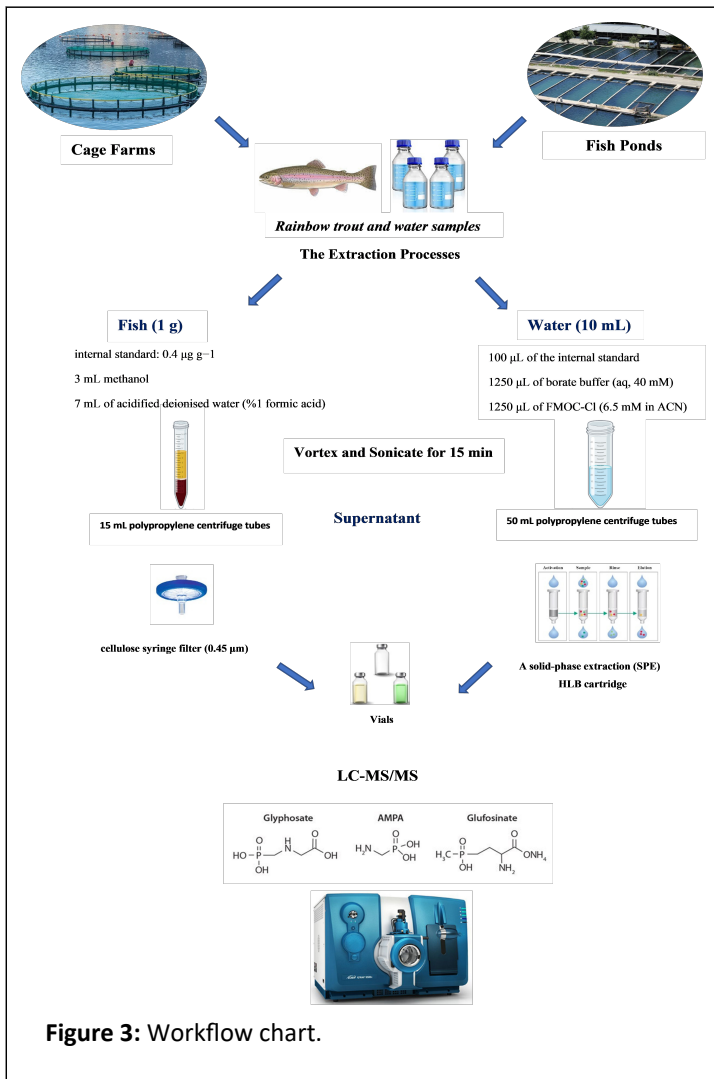 Cage Farms
Fish Ponds
Rainbow trout and water samples
The Extraction Processes
Fish (1 g)
internal standard: 0.4 µg g−1
3 mL methanol
7 mL of acidified deionised water (%1 formic acid)
15 mL polypropylene centrifuge tubes
Water (10 mL)
100 µL of the internal standard
1250 µL of borate buffer (aq, 40 mM)
1250 µL of FMOC-Cl (6.5 mM in ACN)
50 mL polypropylene centrifuge tubes
Vortex and Sonicate for 15 min
Supernatant
cellulose syringe filter (0.45 µm)
Activation Sample Rinse Elution
A solid-phase extraction (SPE)
HLB cartridge
Vials
LC-MS/MS
Glyphosate
O
HO P
OH
H
N
O
OH
AMPA
H₂N
O
P
OH
OH
Glufosinate
O
H₃C P
OH
O
NH₂
ONH₄
Figure 3: Workflow chart.